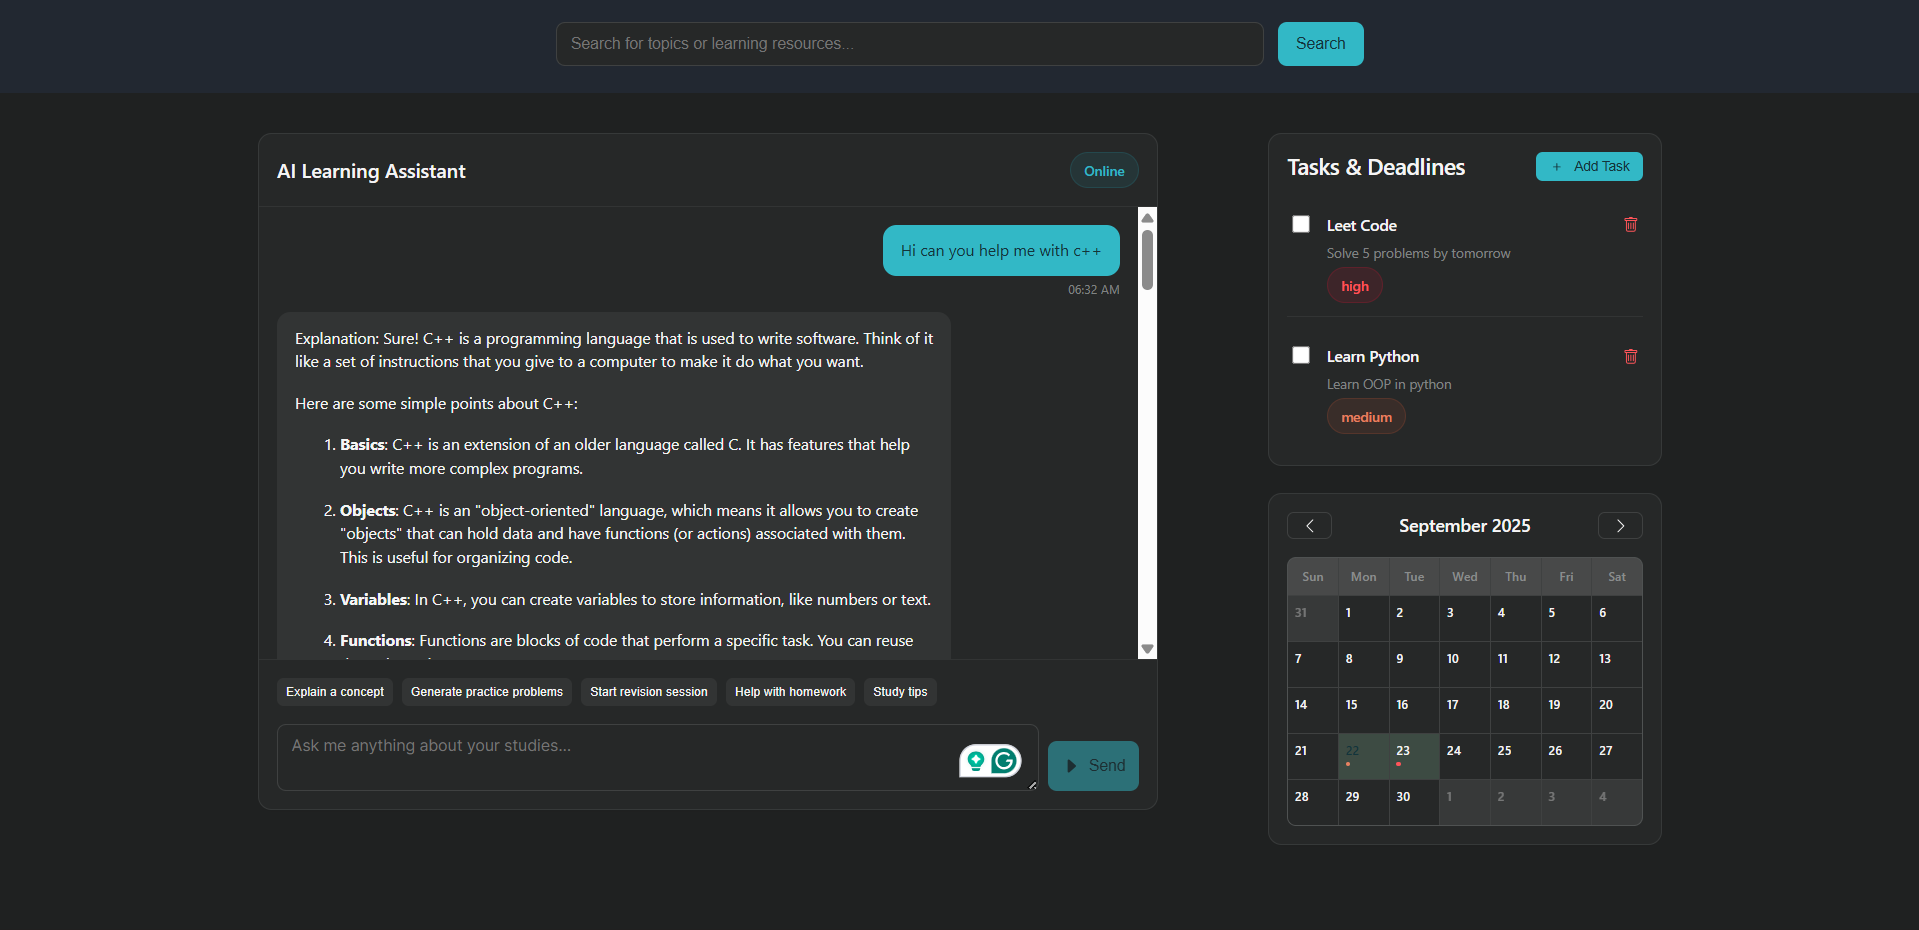 Search for topics or learning resources...
Search
AI Learning Assistant
Online
Hi can you help me with c++
06:32 AM
Explanation: Sure! C++ is a programming language that is used to write software. Think of it
like a set of instructions that you give to a computer to make it do what you want.
Here are some simple points about C++:
1. Basics: C++ is an extension of an older language called C. It has features that help
you write more complex programs.
2. Objects: C++ is an "object-oriented" language, which means it allows you to create
"objects" that can hold data and have functions (or actions) associated with them.
This is useful for organizing code.
3. Variables: In C++, you can create variables to store information, like numbers or text.
4. Functions: Functions are blocks of code that perform a specific task. You can reuse
Explain a concept
Generate practice problems
Start revision session
Help with homework
Study tips
Ask me anything about your studies...
Send
Tasks & Deadlines
+ Add Task
Leet Code
Solve 5 problems by tomorrow
high
Learn Python
Learn OOP in python
medium
September 2025
Sun Mon Tue Wed Thu Fri Sat
31 1 2 3 4 5 6
7 8 9 10 11 12 13
14 15 16 17 18 19 20
21 22 23 24 25 26 27
28 29 30 1 2 3 4